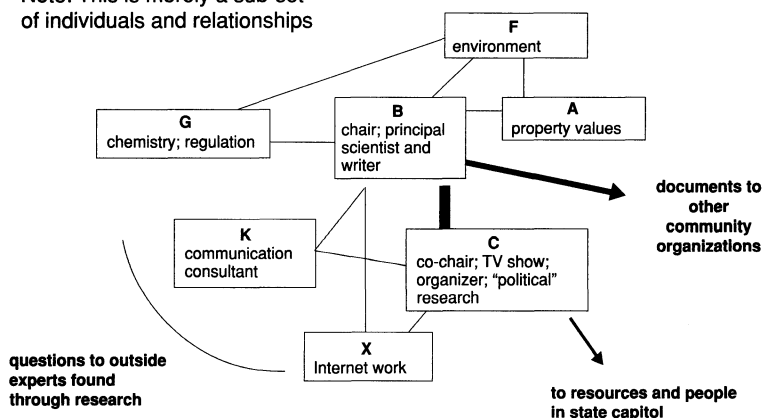 Note: This is merely a sub-set
of individuals and relationships
F
environment
B
chair; principal
scientist and
writer
A
property values
G
chemistry; regulation
documents to
other
community
organizations
K
communication
consultant
C
co-chair; TV show;
organizer; “political”
research
X
Internet work
questions to outside
experts found
through research
to resources and people
in state capitol